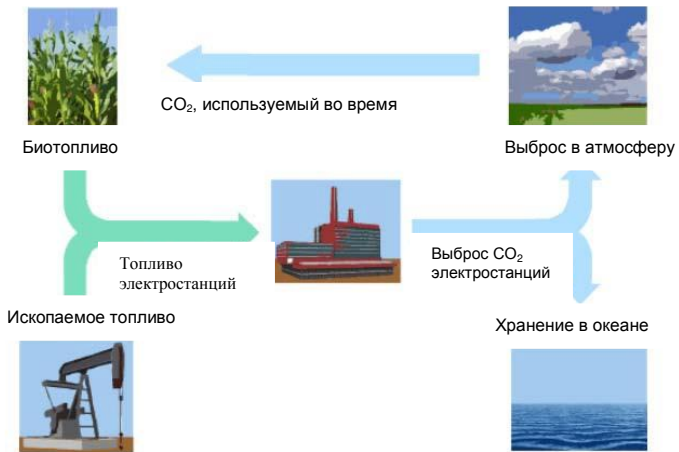 CO₂, используемый во время
Биотопливо
Выброс в атмосферу
Топливо
электростанций
Выброс CO₂
электростанций
Ископаемое топливо
Хранение в океане